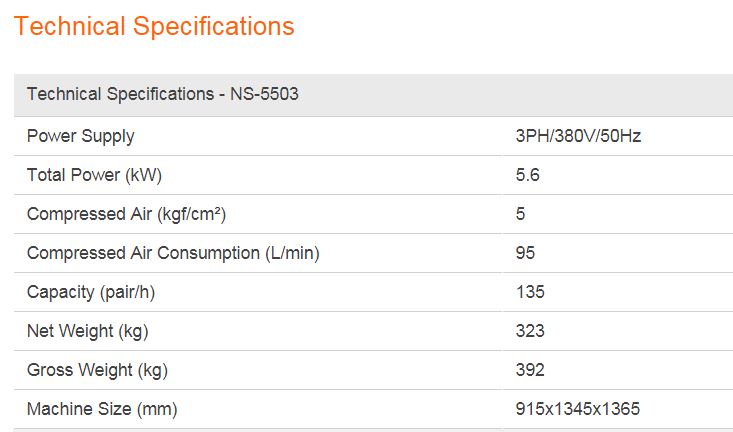 Technical Specifications
Technical Specifications - NS-5503
Power Supply 3PH/380V/50Hz
Total Power (kW) 5.6
Compressed Air (kgf/cm²) 5
Compressed Air Consumption (L/min) 95
Capacity (pair/h) 135
Net Weight (kg) 323
Gross Weight (kg) 392
Machine Size (mm) 915x1345x1365